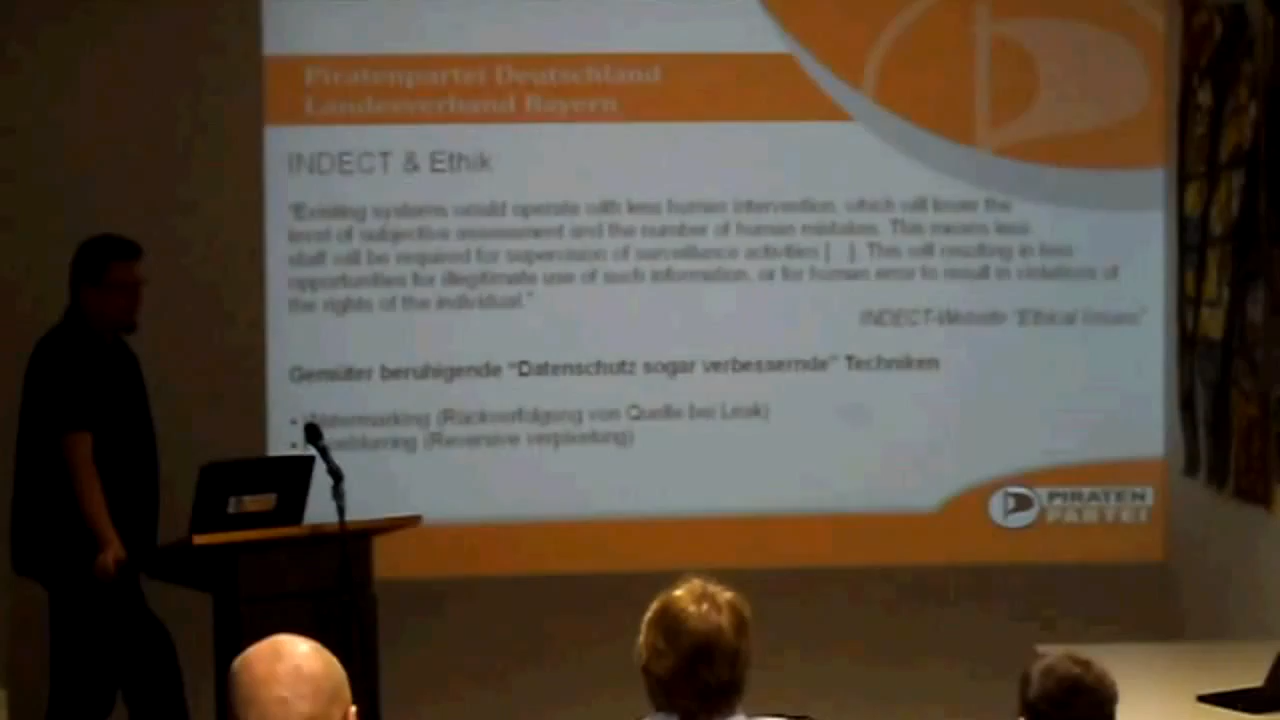 Piratenpartei Deutschland
Landesverband Bayern
INDECT & Ethik
"Existing systems would operate with less human intervention, which will lower the
level of subjective assessment and the number of human mistakes. This means less
staff will be required for supervision of surveillance activities [...]. This will resulting in less
opportunities for illegitimate use of such information, or for human error to result in violations of
the rights of the individual."
INDECT-Website "Ethical Issues"
Gemüter beruhigende "Datenschutz sogar verbessernde" Techniken
• Watermarking (Rückverfolgung von Quelle bei Leak)
• (Reversive verpixelung)
PIRATEN
PARTEI